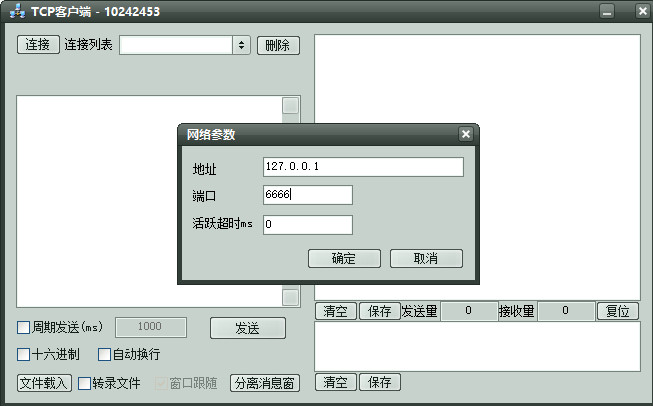 TCP客户端 - 10242453
连接 连接列表 删除
网络参数
地址 127.0.0.1
端口 6666
活跃超时ms 0
确定 取消
清空 保存 发送量 0 接收量 0 复位
周期发送(ms) 1000 发送
十六进制 自动换行
文件载入 转录文件 窗口跟随 分离消息窗
清空 保存